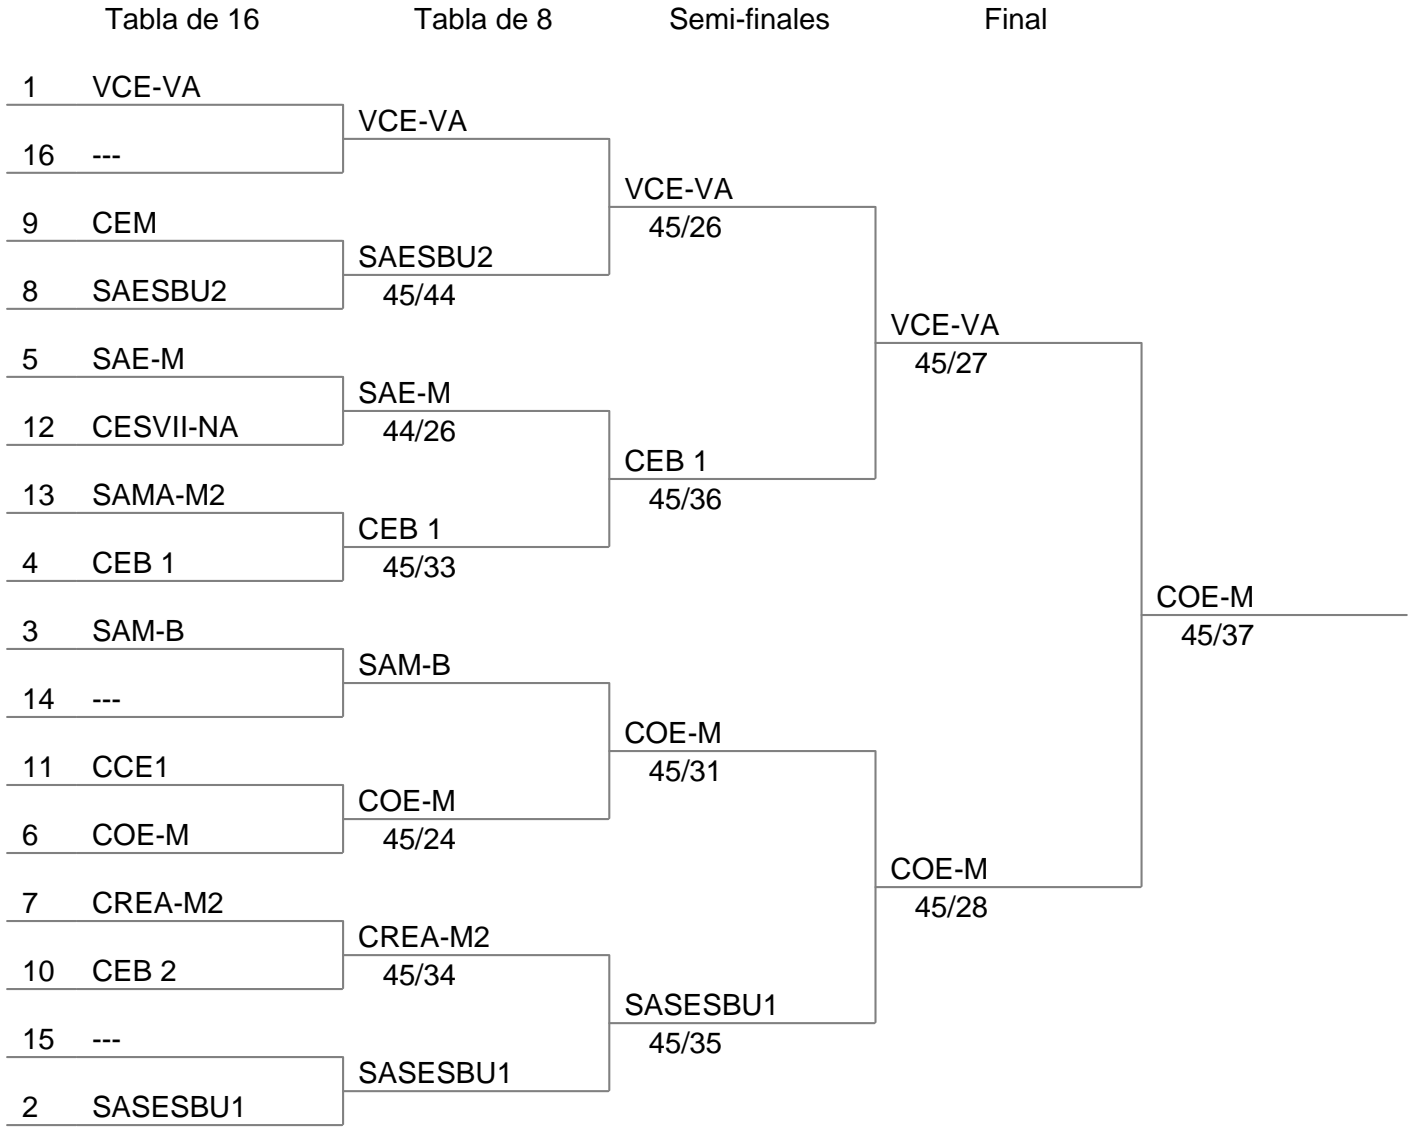 Tabla de 16 Tabla de 8 Semi-finales Final
1 VCE-VA
VCE-VA
16 ---
VCE-VA
9 CEM
45/26
SAESBU2
8 SAESBU2
45/44
VCE-VA
5 SAE-M
45/27
SAE-M
12 CESVII-NA
44/26
CEB 1
13 SAMA-M2
45/36
CEB 1
4 CEB 1
45/33
COE-M
3 SAM-B
45/37
SAM-B
14 ---
COE-M
11 CCE1
45/31
COE-M
6 COE-M
45/24
COE-M
7 CREA-M2
45/28
CREA-M2
10 CEB 2
45/34
SASESBU1
15 ---
45/35
SASESBU1
2 SASESBU1